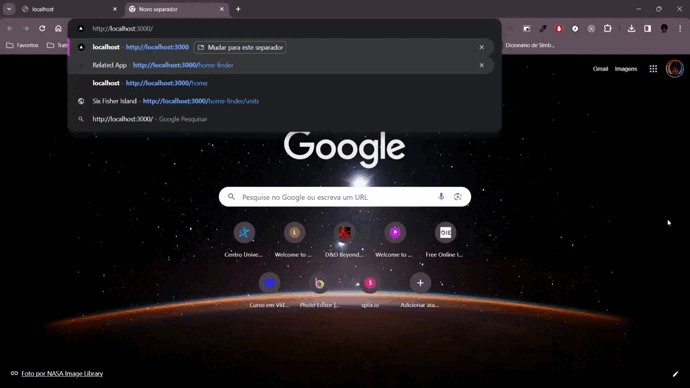 localhost
Novo separador
http://localhost:3000/
Favoritos
localhost - http://localhost:3000 Mudar para este separador
Dicionário de Símb...
Related App - http://localhost:3000/home-finder
localhost - http://localhost:3000/home
Six Fisher Island - http://localhost:3000/home-finder/units
http://localhost:3000/ - Google Pesquisar
Gmail Imagens
Google
Pesquise no Google ou escreva um URL
Centro Unive...
Welcome to ...
D&D Beyond...
Welcome to ...
Free Online I...
Curso em Víd...
Photo Editor |...
splix.io
Adicionar ata...
Foto por NASA Image Library